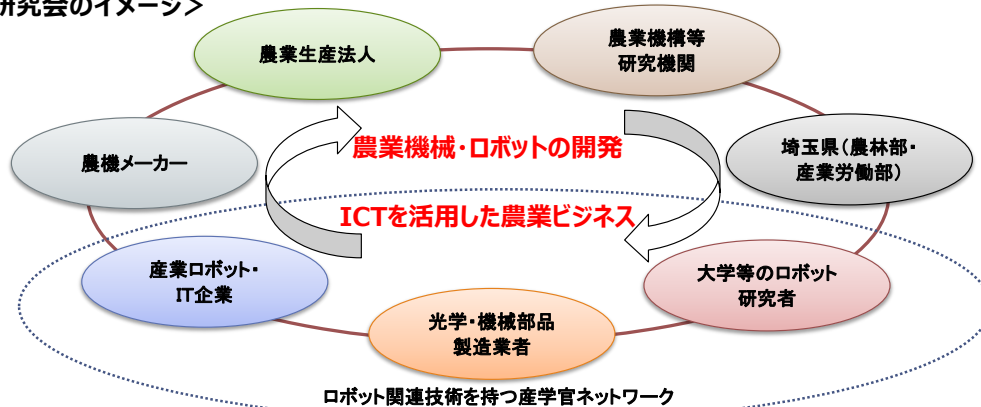 研究会のイメージ＞
農業生産法人
農業機構等
研究機関
農機メーカー
農業機械・ロボットの開発
埼玉県（農林部・
産業労働部）
ICTを活用した農業ビジネス
産業ロボット・
IT企業
大学等のロボット
研究者
光学・機械部品
製造業者
ロボット関連技術を持つ産学官ネットワーク